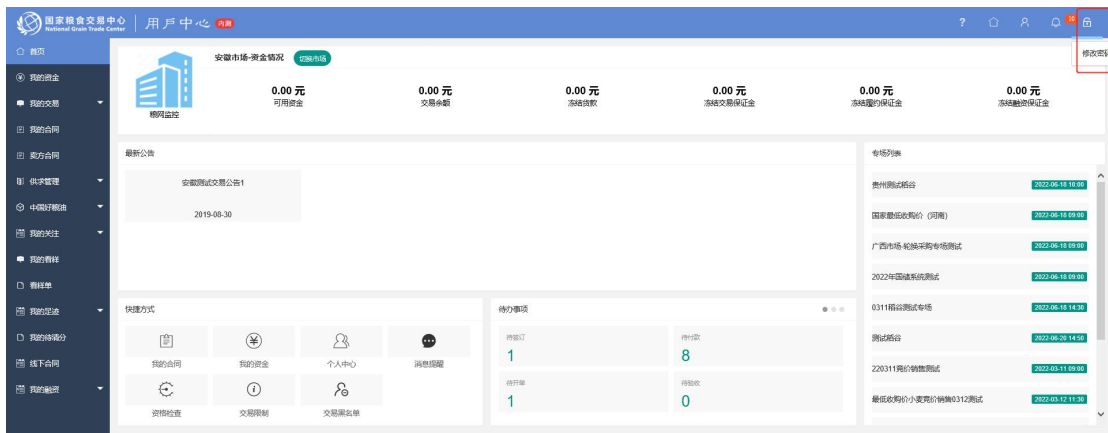 国家粮食交易中心
National Grain Trade Center
用户中心 内测
? 10
修改密码
首页
我的资金
我的交易
我的合同
卖方合同
供求管理
中国好粮油
我的关注
我的看样
看样单
我的足迹
我的待清分
线下合同
我的融资
粮网监控
安徽市场-资金情况 切换市场
0.00 元 0.00 元 0.00 元 0.00 元 0.00 元 0.00 元
可用资金 交易余额 冻结货款 冻结交易保证金 冻结履约保证金 冻结融资保证金
最新公告
安徽测试交易公告1
2019-08-30
专场列表
贵州测试稻谷 2022-06-18 10:00
国家最低收购价（河南） 2022-06-18 09:00
广西市场-轮换采购专场测试 2022-06-18 09:00
2022年国储系统测试 2022-06-18 09:00
0311稻谷测试专场 2022-06-18 14:30
测试稻谷 2022-06-20 14:50
220311竞价销售测试 2022-03-11 09:00
最低收购价小麦竞价销售0312测试 2022-03-12 11:30
快捷方式
我的合同 我的资金 个人中心 消息提醒
资格检查 交易限制 交易黑名单
待办事项
待签订 待付款
1 8
待开单 待验收
1 0